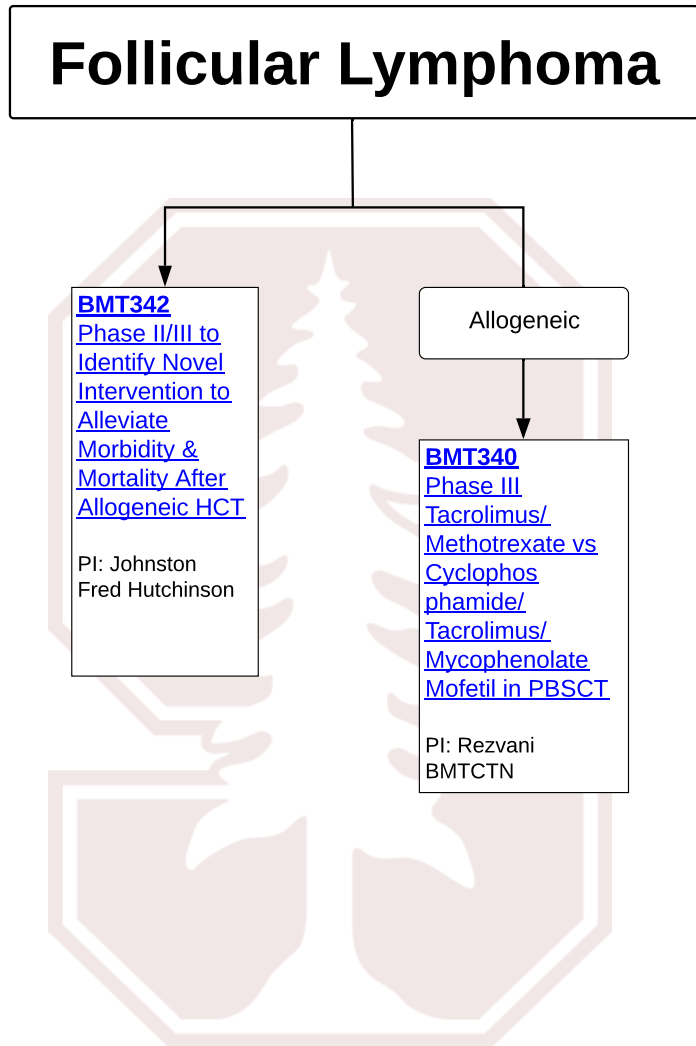 Follicular Lymphoma
BMT342
Phase II/III to
Identify Novel
Intervention to
Alleviate
Morbidity &
Mortality After
Allogeneic HCT
PI: Johnston
Fred Hutchinson
Allogeneic
BMT340
Phase III
Tacrolimus/
Methotrexate vs
Cyclophos
phamide/
Tacrolimus/
Mycophenolate
Mofetil in PBSCT
PI: Rezvani
BMTCTN